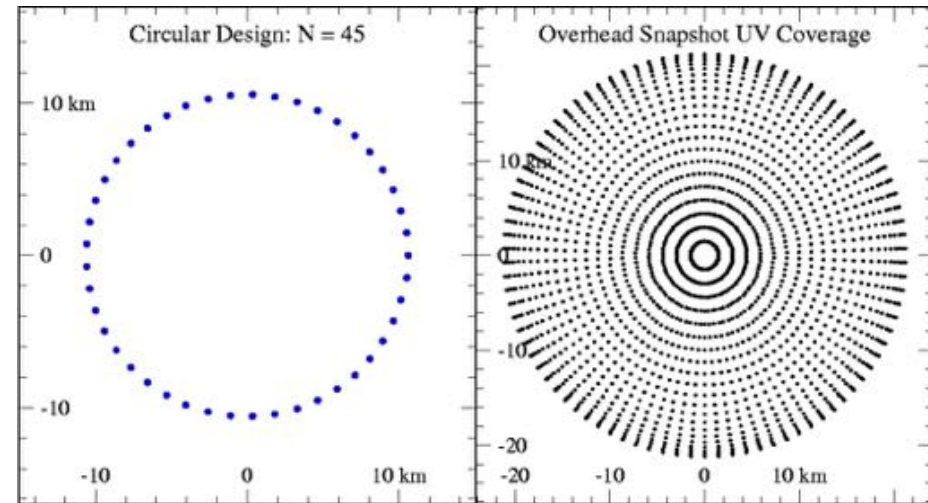 Circular Design: N = 45
10 km
0
-10
-10 0 10 km
Overhead Snapshot UV Coverage
10 km
0
-10
-20
-20 -10 0 10 km